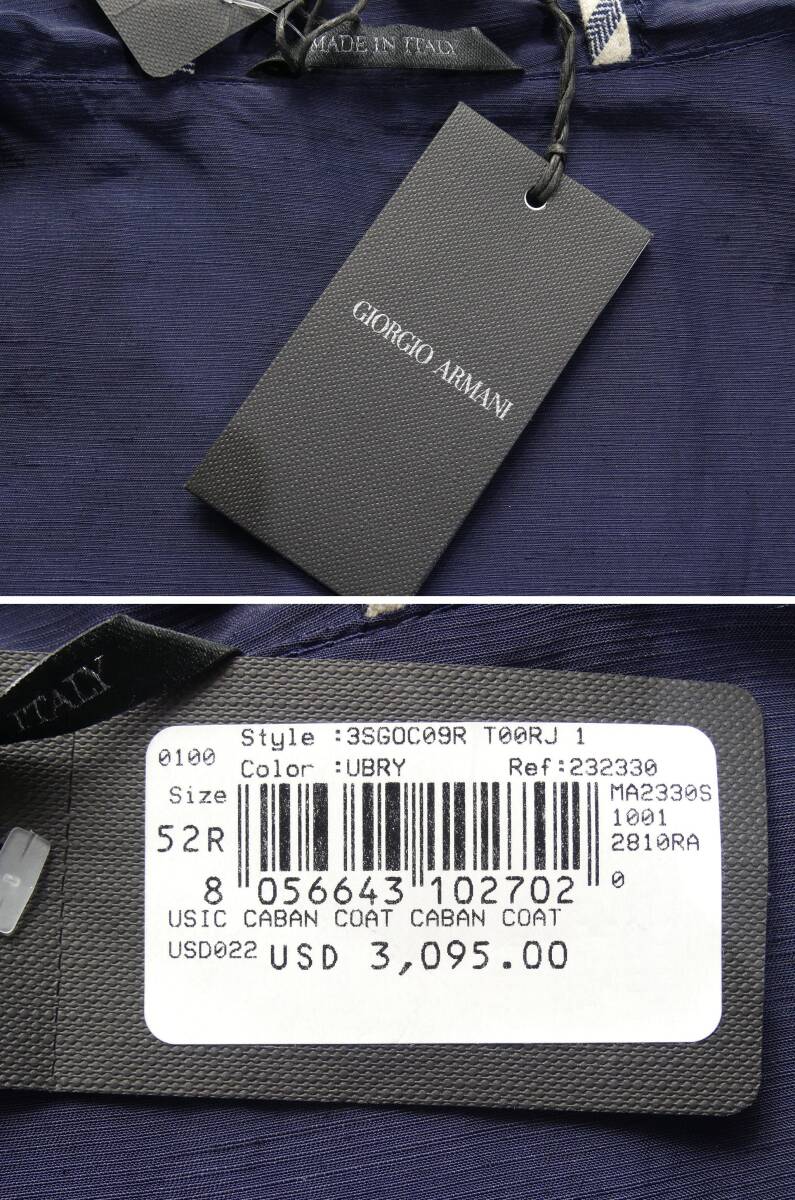 MADE IN ITALY
GIORGIO ARMANI
ITALY
Style :3SGOC09R T00RJ 1
0100
Color :UBRY Ref:232330
Size
52R
MA2330S
1001
2810RA
0
8 056643 102702
USIC CABAN COAT CABAN COAT
USD022 USD 3,095.00